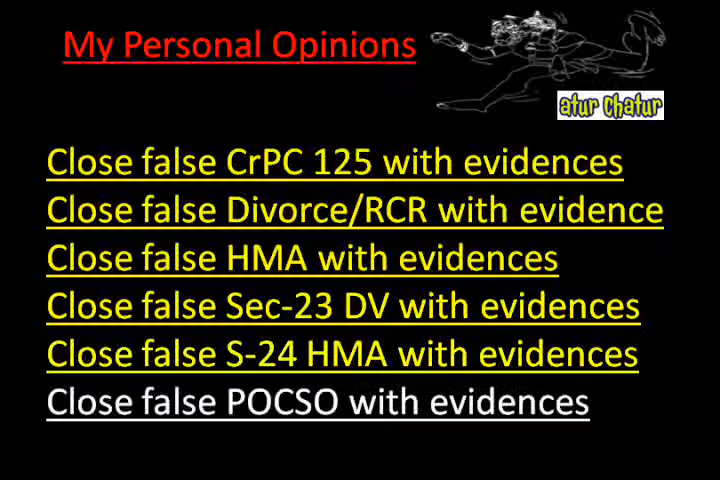 My Personal Opinions
atur Chatur
Close false CrPC 125 with evidences
Close false Divorce/RCR with evidence
Close false HMA with evidences
Close false Sec-23 DV with evidences
Close false S-24 HMA with evidences
Close false POCSO with evidences